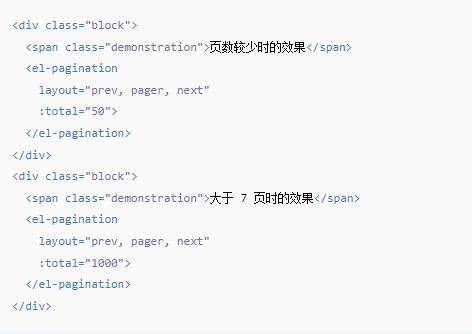 <div class="block">
  <span class="demonstration">页数较少时的效果</span>
  <el-pagination
    layout="prev, pager, next"
    :total="50">
  </el-pagination>
</div>
<div class="block">
  <span class="demonstration">大于 7 页时的效果</span>
  <el-pagination
    layout="prev, pager, next"
    :total="1000">
  </el-pagination>
</div>